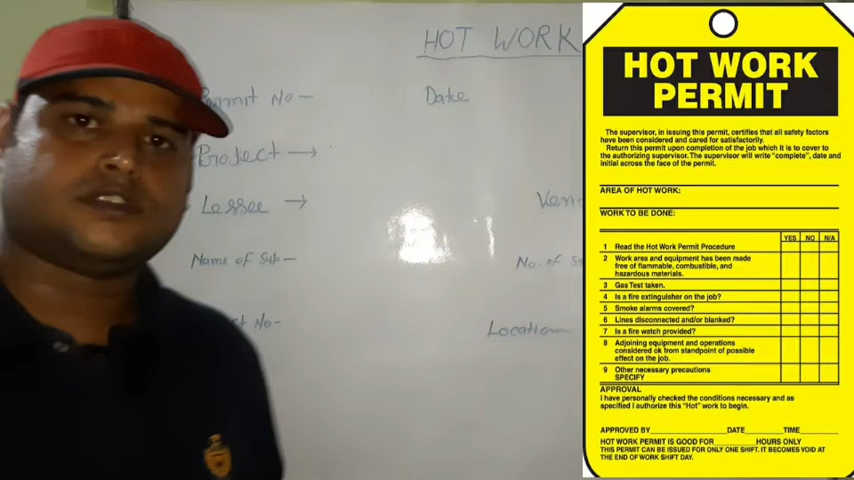 HOT WORK
Permit No –
Date
Project →
Lessee →
Name of Sup –
No. of
No-
Location
HOT WORK
PERMIT
The supervisor, in issuing this permit, certifies that all safety factors
have been considered and cared for satisfactorily.
Return this permit upon completion of the job which it is to cover to
the authorizing supervisor. The supervisor will write "complete", date and
initial across the face of the permit.
AREA OF HOT WORK:
WORK TO BE DONE:
YES NO N/A
1 Read the Hot Work Permit Procedure
2 Work area and equipment has been made
free of flammable, combustible, and
hazardous materials.
3 Gas Test taken.
4 Is a fire extinguisher on the job?
5 Smoke alarms covered?
6 Lines disconnected and/or blanked?
7 Is a fire watch provided?
8 Adjoining equipment and operations
considered ok from standpoint of possible
effect on the job.
9 Other necessary precautions
SPECIFY
APPROVAL
I have personally checked the conditions necessary and as
specified I authorize this "Hot" work to begin.
APPROVED BY DATE TIME
HOT WORK PERMIT IS GOOD FOR HOURS ONLY
THIS PERMIT CAN BE ISSUED FOR ONLY ONE SHIFT. IT BECOMES VOID AT
THE END OF WORK SHIFT DAY.